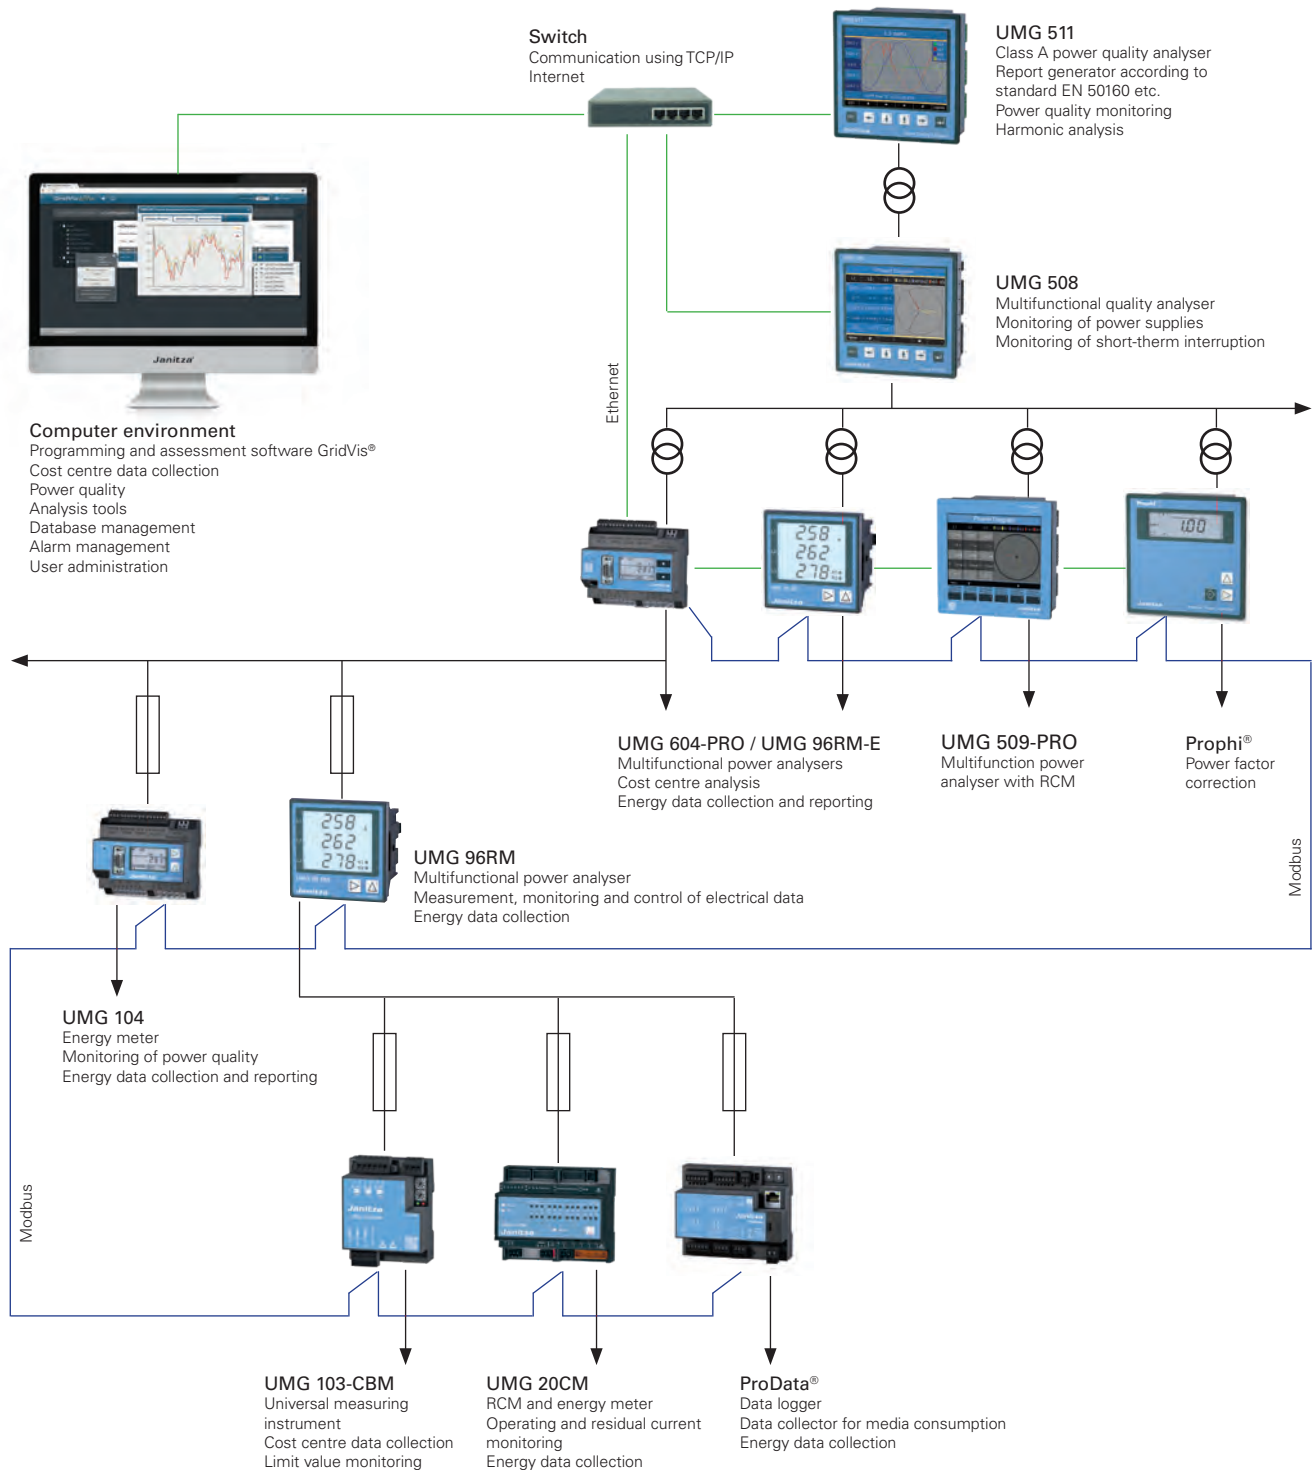 Switch
Communication using TCP/IP
Internet
UMG 511
Class A power quality analyser
Report generator according to
standard EN 50160 etc.
Power quality monitoring
Harmonic analysis
UMG 508
Multifunctional quality analyser
Monitoring of power supplies
Monitoring of short-therm interruption
Janitza
Ethernet
Computer environment
Programming and assessment software GridVis®
Cost centre data collection
Power quality
Analysis tools
Database management
Alarm management
User administration
258
262
278
Prophi
1.00
Janitza
UMG 604-PRO / UMG 96RM-E
Multifunctional power analysers
Cost centre analysis
Energy data collection and reporting
UMG 509-PRO
Multifunction power
analyser with RCM
Prophi®
Power factor
correction
Modbus
258
262
278
Janitza
UMG 96RM
Multifunctional power analyser
Measurement, monitoring and control of electrical data
Energy data collection
UMG 104
Energy meter
Monitoring of power quality
Energy data collection and reporting
Modbus
Janitza
Janitza
UMG 103-CBM
Universal measuring
instrument
Cost centre data collection
Limit value monitoring
UMG 20CM
RCM and energy meter
Operating and residual current
monitoring
Energy data collection
ProData®
Data logger
Data collector for media consumption
Energy data collection